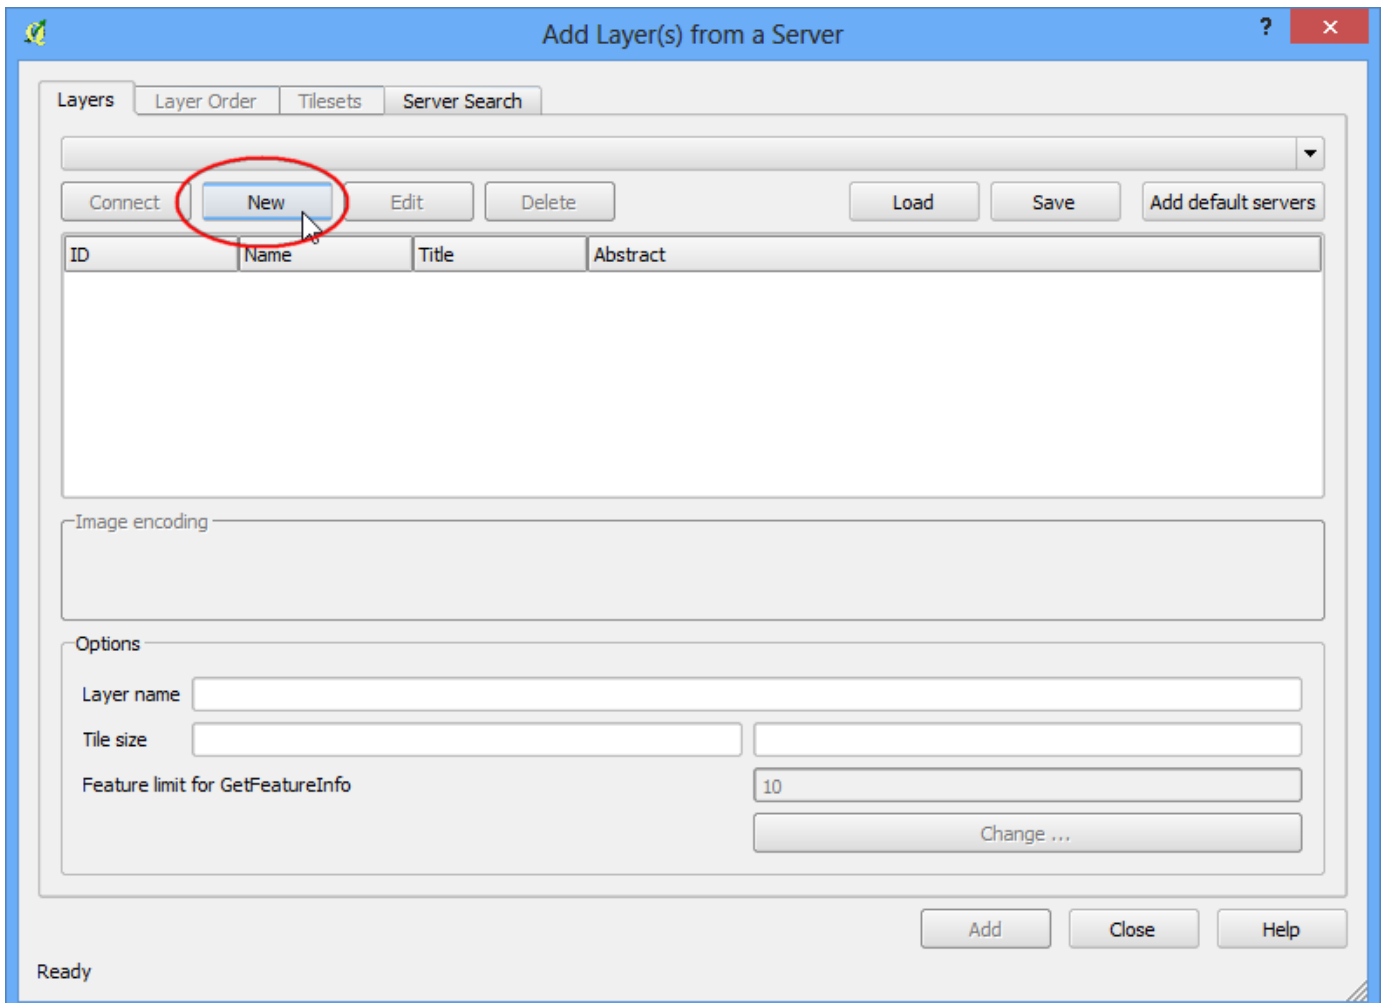 Add Layer(s) from a Server ?
Layers Layer Order Tilesets Server Search
Connect New Edit Delete Load Save Add default servers
ID Name Title Abstract
Image encoding
Options
Layer name
Tile size
Feature limit for GetFeatureInfo 10
Change ...
Add Close Help
Ready